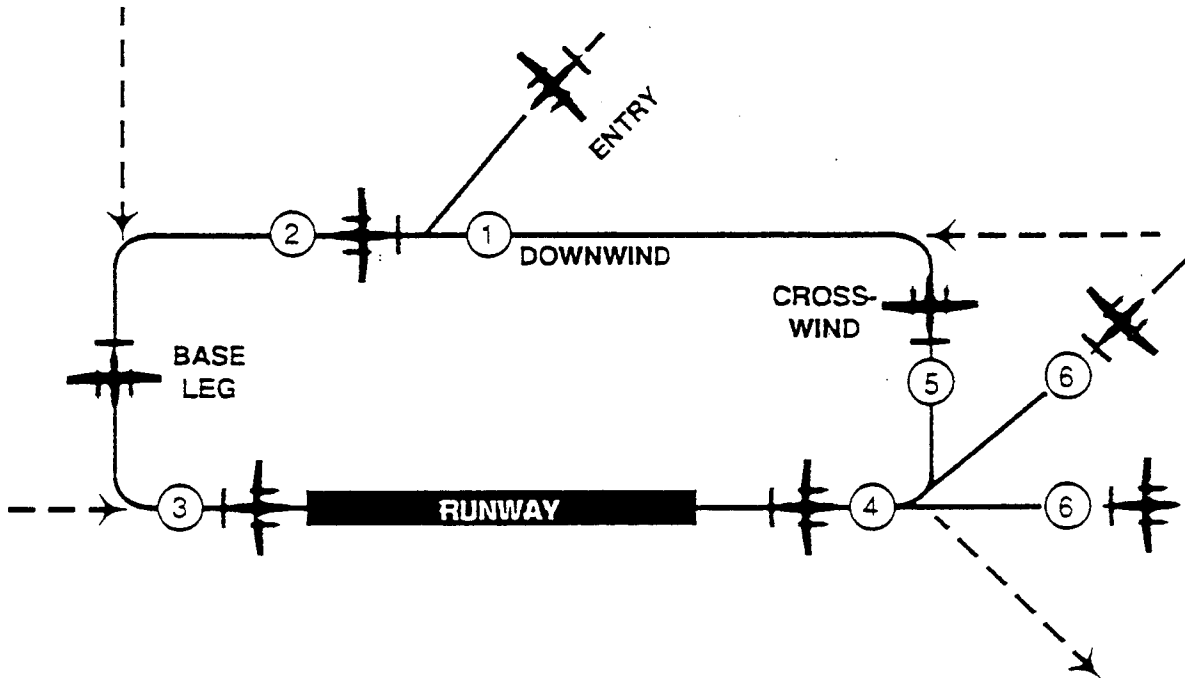 ENTRY
2
1
DOWNWIND
CROSS-
WIND
BASE
LEG
5
6
3
RUNWAY
4
6